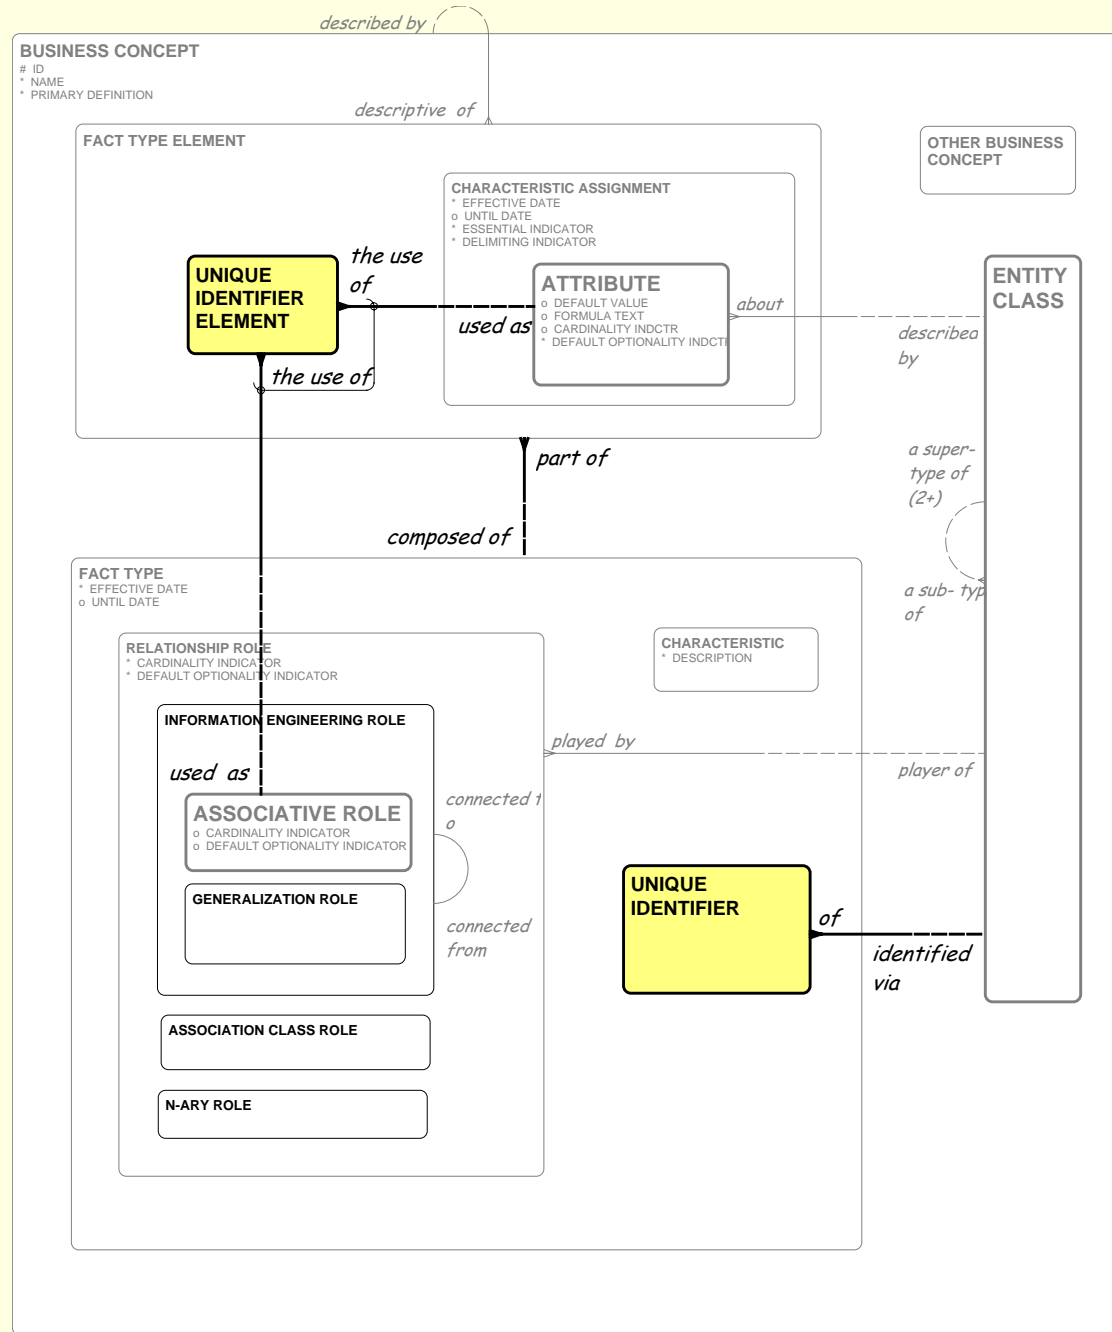 described by
BUSINESS CONCEPT
# ID
* NAME
* PRIMARY DEFINITION
descriptive of
FACT TYPE ELEMENT
OTHER BUSINESS
CONCEPT
CHARACTERISTIC ASSIGNMENT
* EFFECTIVE DATE
o UNTIL DATE
* ESSENTIAL INDICATOR
* DELIMITING INDICATOR
UNIQUE
IDENTIFIER
ELEMENT
the use
of
used as
ATTRIBUTE
o DEFAULT VALUE
o FORMULA TEXT
o CARDINALITY INDCTR
* DEFAULT OPTIONALITY INDCTR
about
described
by
ENTITY
CLASS
the use of
part of
composed of
a super-
type of
(2+)
a sub- typ
of
FACT TYPE
* EFFECTIVE DATE
o UNTIL DATE
RELATIONSHIP ROLE
* CARDINALITY INDICATOR
* DEFAULT OPTIONALITY INDICATOR
CHARACTERISTIC
* DESCRIPTION
INFORMATION ENGINEERING ROLE
played by
player of
used as
ASSOCIATIVE ROLE
o CARDINALITY INDICATOR
o DEFAULT OPTIONALITY INDICATOR
connected t
o
GENERALIZATION ROLE
connected
from
UNIQUE
IDENTIFIER
of
identified
via
ASSOCIATION CLASS ROLE
N-ARY ROLE